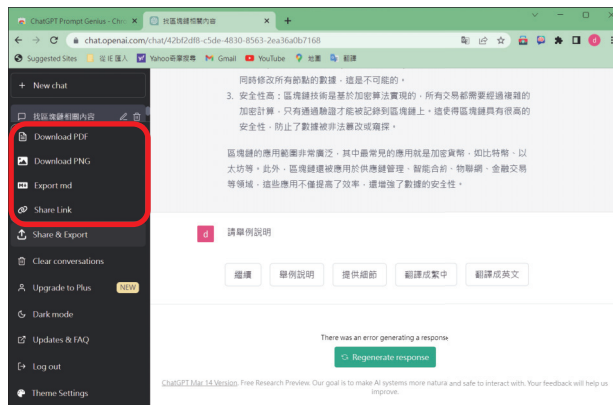 ChatGPT Prompt Genius - Chr
找區塊鏈相關內容
chat.openai.com/chat/42bf2df8-c5de-4830-8563-2ea36a0b7168
Suggested Sites
從 IE 匯入
Yahoo奇摩搜尋
Gmail
YouTube
地圖
翻譯
+ New chat
找區塊鏈相關內容
Download PDF
Download PNG
Export md
Share Link
Share & Export
Clear conversations
Upgrade to Plus
NEW
Dark mode
Updates & FAQ
Log out
Theme Settings
同時修改所有節點的數據，這是不可能的。
3. 安全性高：區塊鏈技術是基於加密算法實現的，所有交易都需要經過複雜的
加密計算，只有通過驗證才能被記錄到區塊鏈上。這使得區塊鏈具有很高的
安全性，防止了數據被非法篡改或窺探。
區塊鏈的應用範圍非常廣泛，其中最常見的應用就是加密貨幣，如比特幣、以
太坊等。此外，區塊鏈還被應用於供應鏈管理、智能合約、物聯網、金融交易
等領域，這些應用不僅提高了效率，還增強了數據的安全性。
d
請舉例說明
繼續
舉例說明
提供細節
翻譯成繁中
翻譯成英文
There was an error generating a response
Regenerate response
ChatGPT Mar 14 Version. Free Research Preview. Our goal is to make AI systems more natura and safe to interact with. Your feedback will help us
improve.